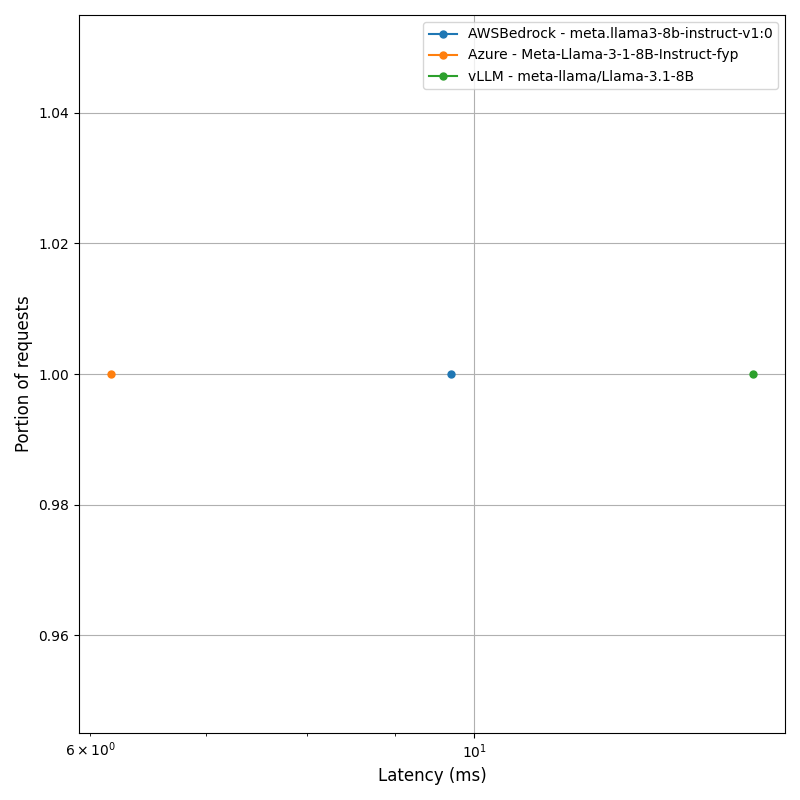 AWSBedrock - meta.llama3-8b-instruct-v1:0
Azure - Meta-Llama-3-1-8B-Instruct-fyp
vLLM - meta-llama/Llama-3.1-8B
1.04
1.02
1.00
0.98
0.96
Portion of requests
6 × 10⁰
10¹
Latency (ms)